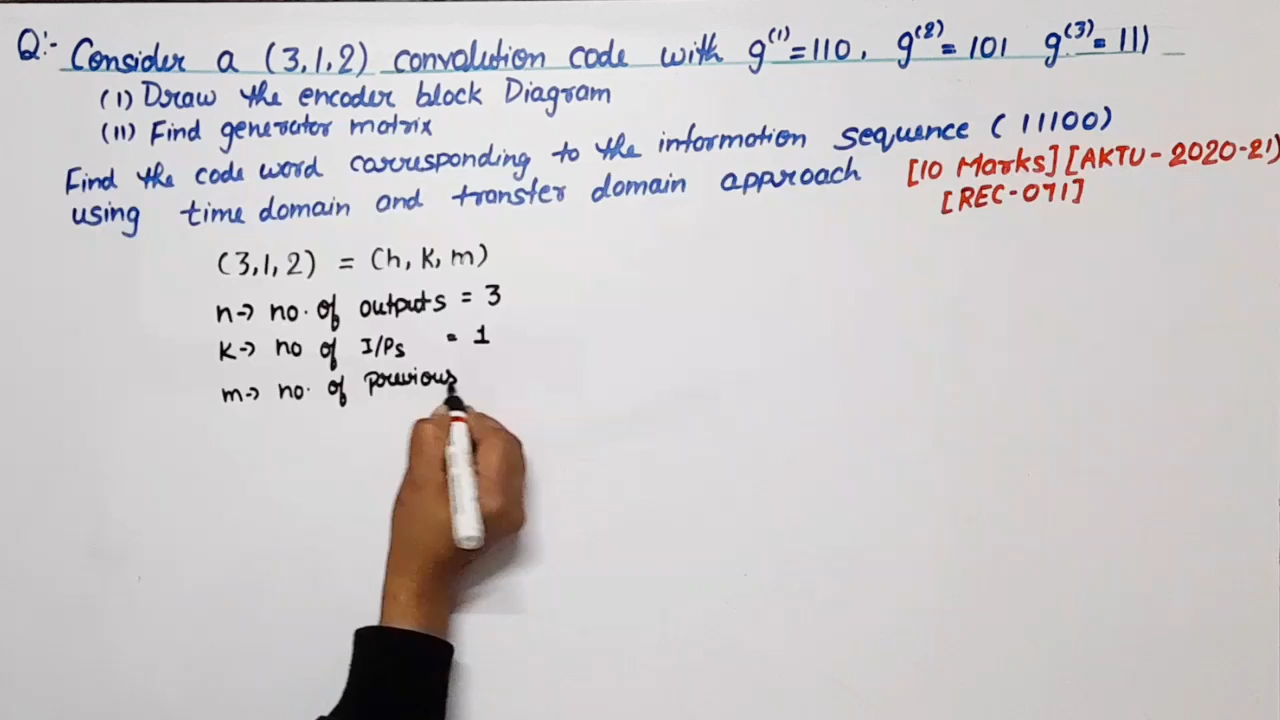 Q:- Consider a (3,1,2) convolution code with g⁽¹⁾=110, g⁽²⁾=101 g⁽³⁾=111
(I) Draw the encoder block Diagram
(II) Find generator matrix
Find the code word corresponding to the information sequence (11100)
using time domain and transfer domain approach [10 Marks] [AKTU-2020-21)
[REC-071]
(3,1,2) = (n, K, m)
n→ no. of outputs = 3
K→ no of I/Ps = 1
m→ no. of previous